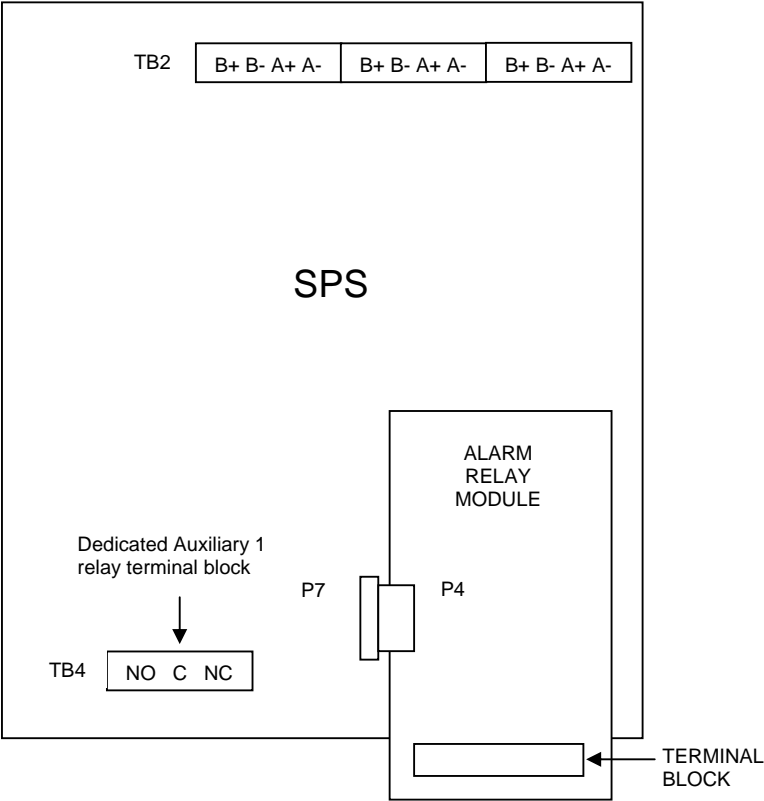 TB2
B+ B- A+ A- B+ B- A+ A- B+ B- A+ A-
SPS
ALARM
RELAY
MODULE
Dedicated Auxiliary 1
relay terminal block
P7
P4
TB4
NO C NC
TERMINAL
BLOCK